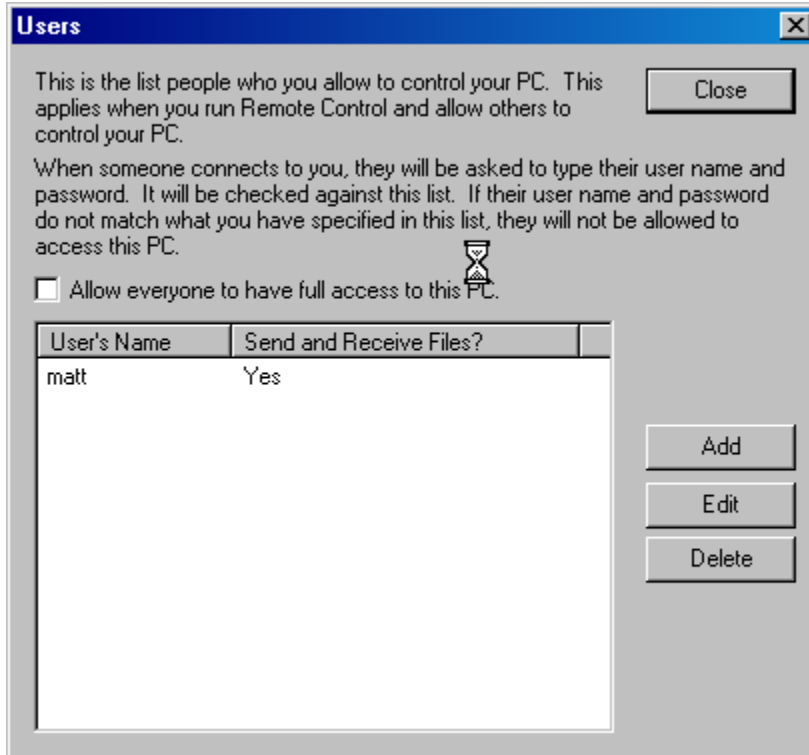 Users
This is the list people who you allow to control your PC. This
applies when you run Remote Control and allow others to
control your PC.
Close
When someone connects to you, they will be asked to type their user name and
password. It will be checked against this list. If their user name and password
do not match what you have specified in this list, they will not be allowed to
access this PC.
Allow everyone to have full access to this PC.
User's Name Send and Receive Files?
matt Yes
Add
Edit
Delete